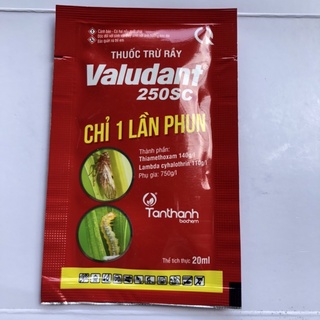 THUỐC TRỪ RẦY
Valudant
250SC
CHỈ 1 LẦN PHUN
Thành phần:
Thiamethoxam 140g/l
Lambda cyhalothrin 110g/l
Phụ gia: 750g/l
Tanthanh
biochem
Thể tích thực: 20ml